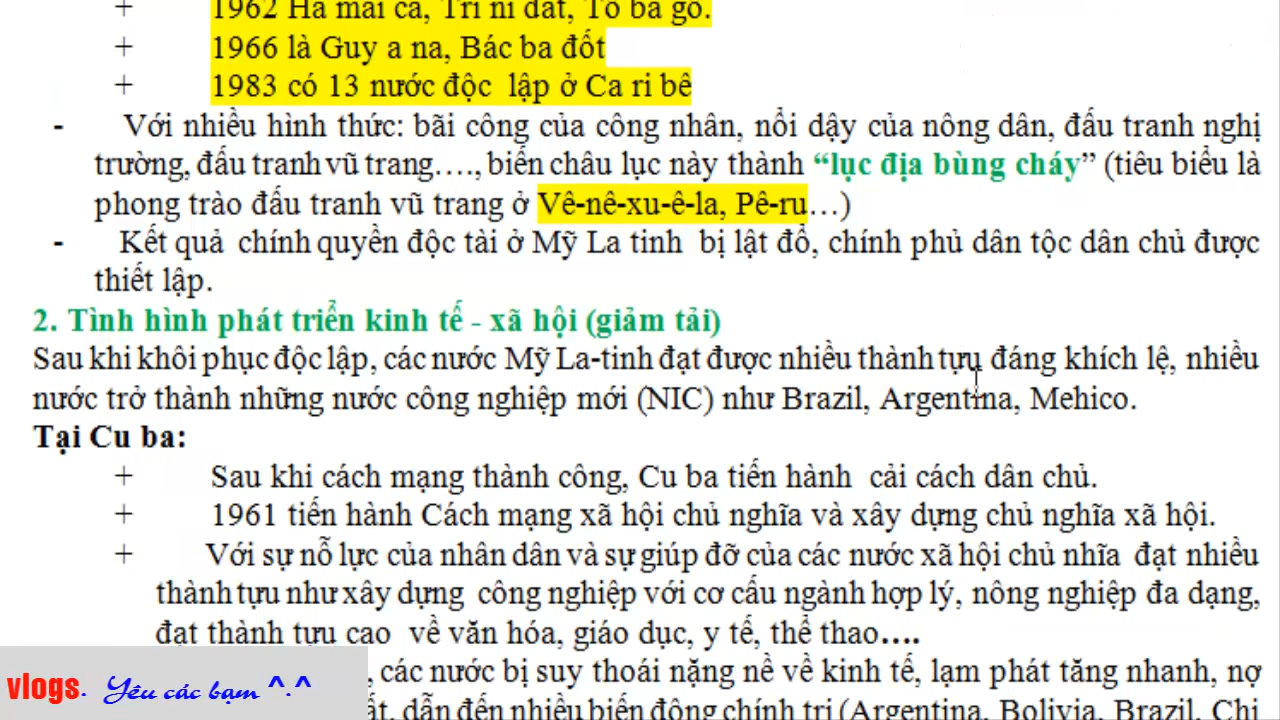 + 1962 Ha mai ca, Tri ni đát, Tô ba gô.
+ 1966 là Guy a na, Bác ba đốt
+ 1983 có 13 nước độc lập ở Ca ri bê
- Với nhiều hình thức: bãi công của công nhân, nổi dậy của nông dân, đấu tranh nghị
trường, đấu tranh vũ trang…., biến châu lục này thành “lục địa bùng cháy” (tiêu biểu là
phong trào đấu tranh vũ trang ở Vê-nê-xu-ê-la, Pê-ru…)
- Kết quả chính quyền độc tài ở Mỹ La tinh bị lật đổ, chính phủ dân tộc dân chủ được
thiết lập.
2. Tình hình phát triển kinh tế - xã hội (giảm tải)
Sau khi khôi phục độc lập, các nước Mỹ La-tinh đạt được nhiều thành tựu đáng khích lệ, nhiều
nước trở thành những nước công nghiệp mới (NIC) như Brazil, Argentina, Mehico.
Tại Cu ba:
+ Sau khi cách mạng thành công, Cu ba tiến hành cải cách dân chủ.
+ 1961 tiến hành Cách mạng xã hội chủ nghĩa và xây dựng chủ nghĩa xã hội.
+ Với sự nỗ lực của nhân dân và sự giúp đỡ của các nước xã hội chủ nhĩa đạt nhiều
thành tựu như xây dựng công nghiệp với cơ cấu ngành hợp lý, nông nghiệp đa dạng,
đạt thành tựu cao về văn hóa, giáo dục, y tế, thể thao….
, các nước bị suy thoái nặng nề về kinh tế, lạm phát tăng nhanh, nợ
dẫn đến nhiều biến động chính trị (Argentina, Bolivia, Brazil, Chi
vlogs. Yêu các bạm ^.^